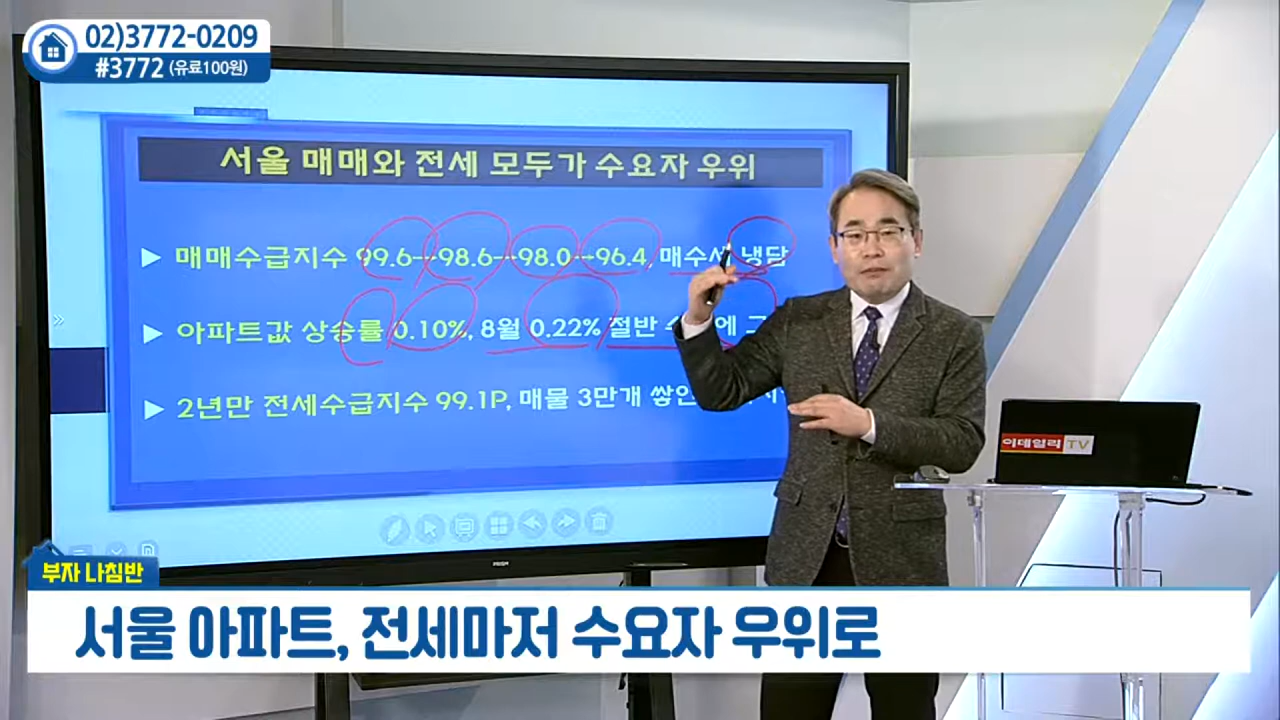 02)3772-0209
#3772 (유료100원)
서울 매매와 전세 모두가 수요자 우위
▶ 매매수급지수 99.6→98.6→98.0→96.4, 매수세 냉담
▶ 아파트값 상승률 0.10%, 8월 0.22% 절반
▶ 2년만 전세수급지수 99.1P, 매물 3만개
이데일리 TV
PRISM
부자 나침반
서울 아파트, 전세마저 수요자 우위로